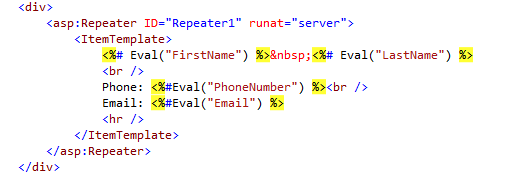 <div>
<asp:Repeater ID="Repeater1" runat="server">
<ItemTemplate>
<%# Eval("FirstName") %>&nbsp;<%# Eval("LastName") %>
<br />
Phone: <%#Eval("PhoneNumber") %><br />
Email: <%#Eval("Email") %>
<hr />
</ItemTemplate>
</asp:Repeater>
</div>